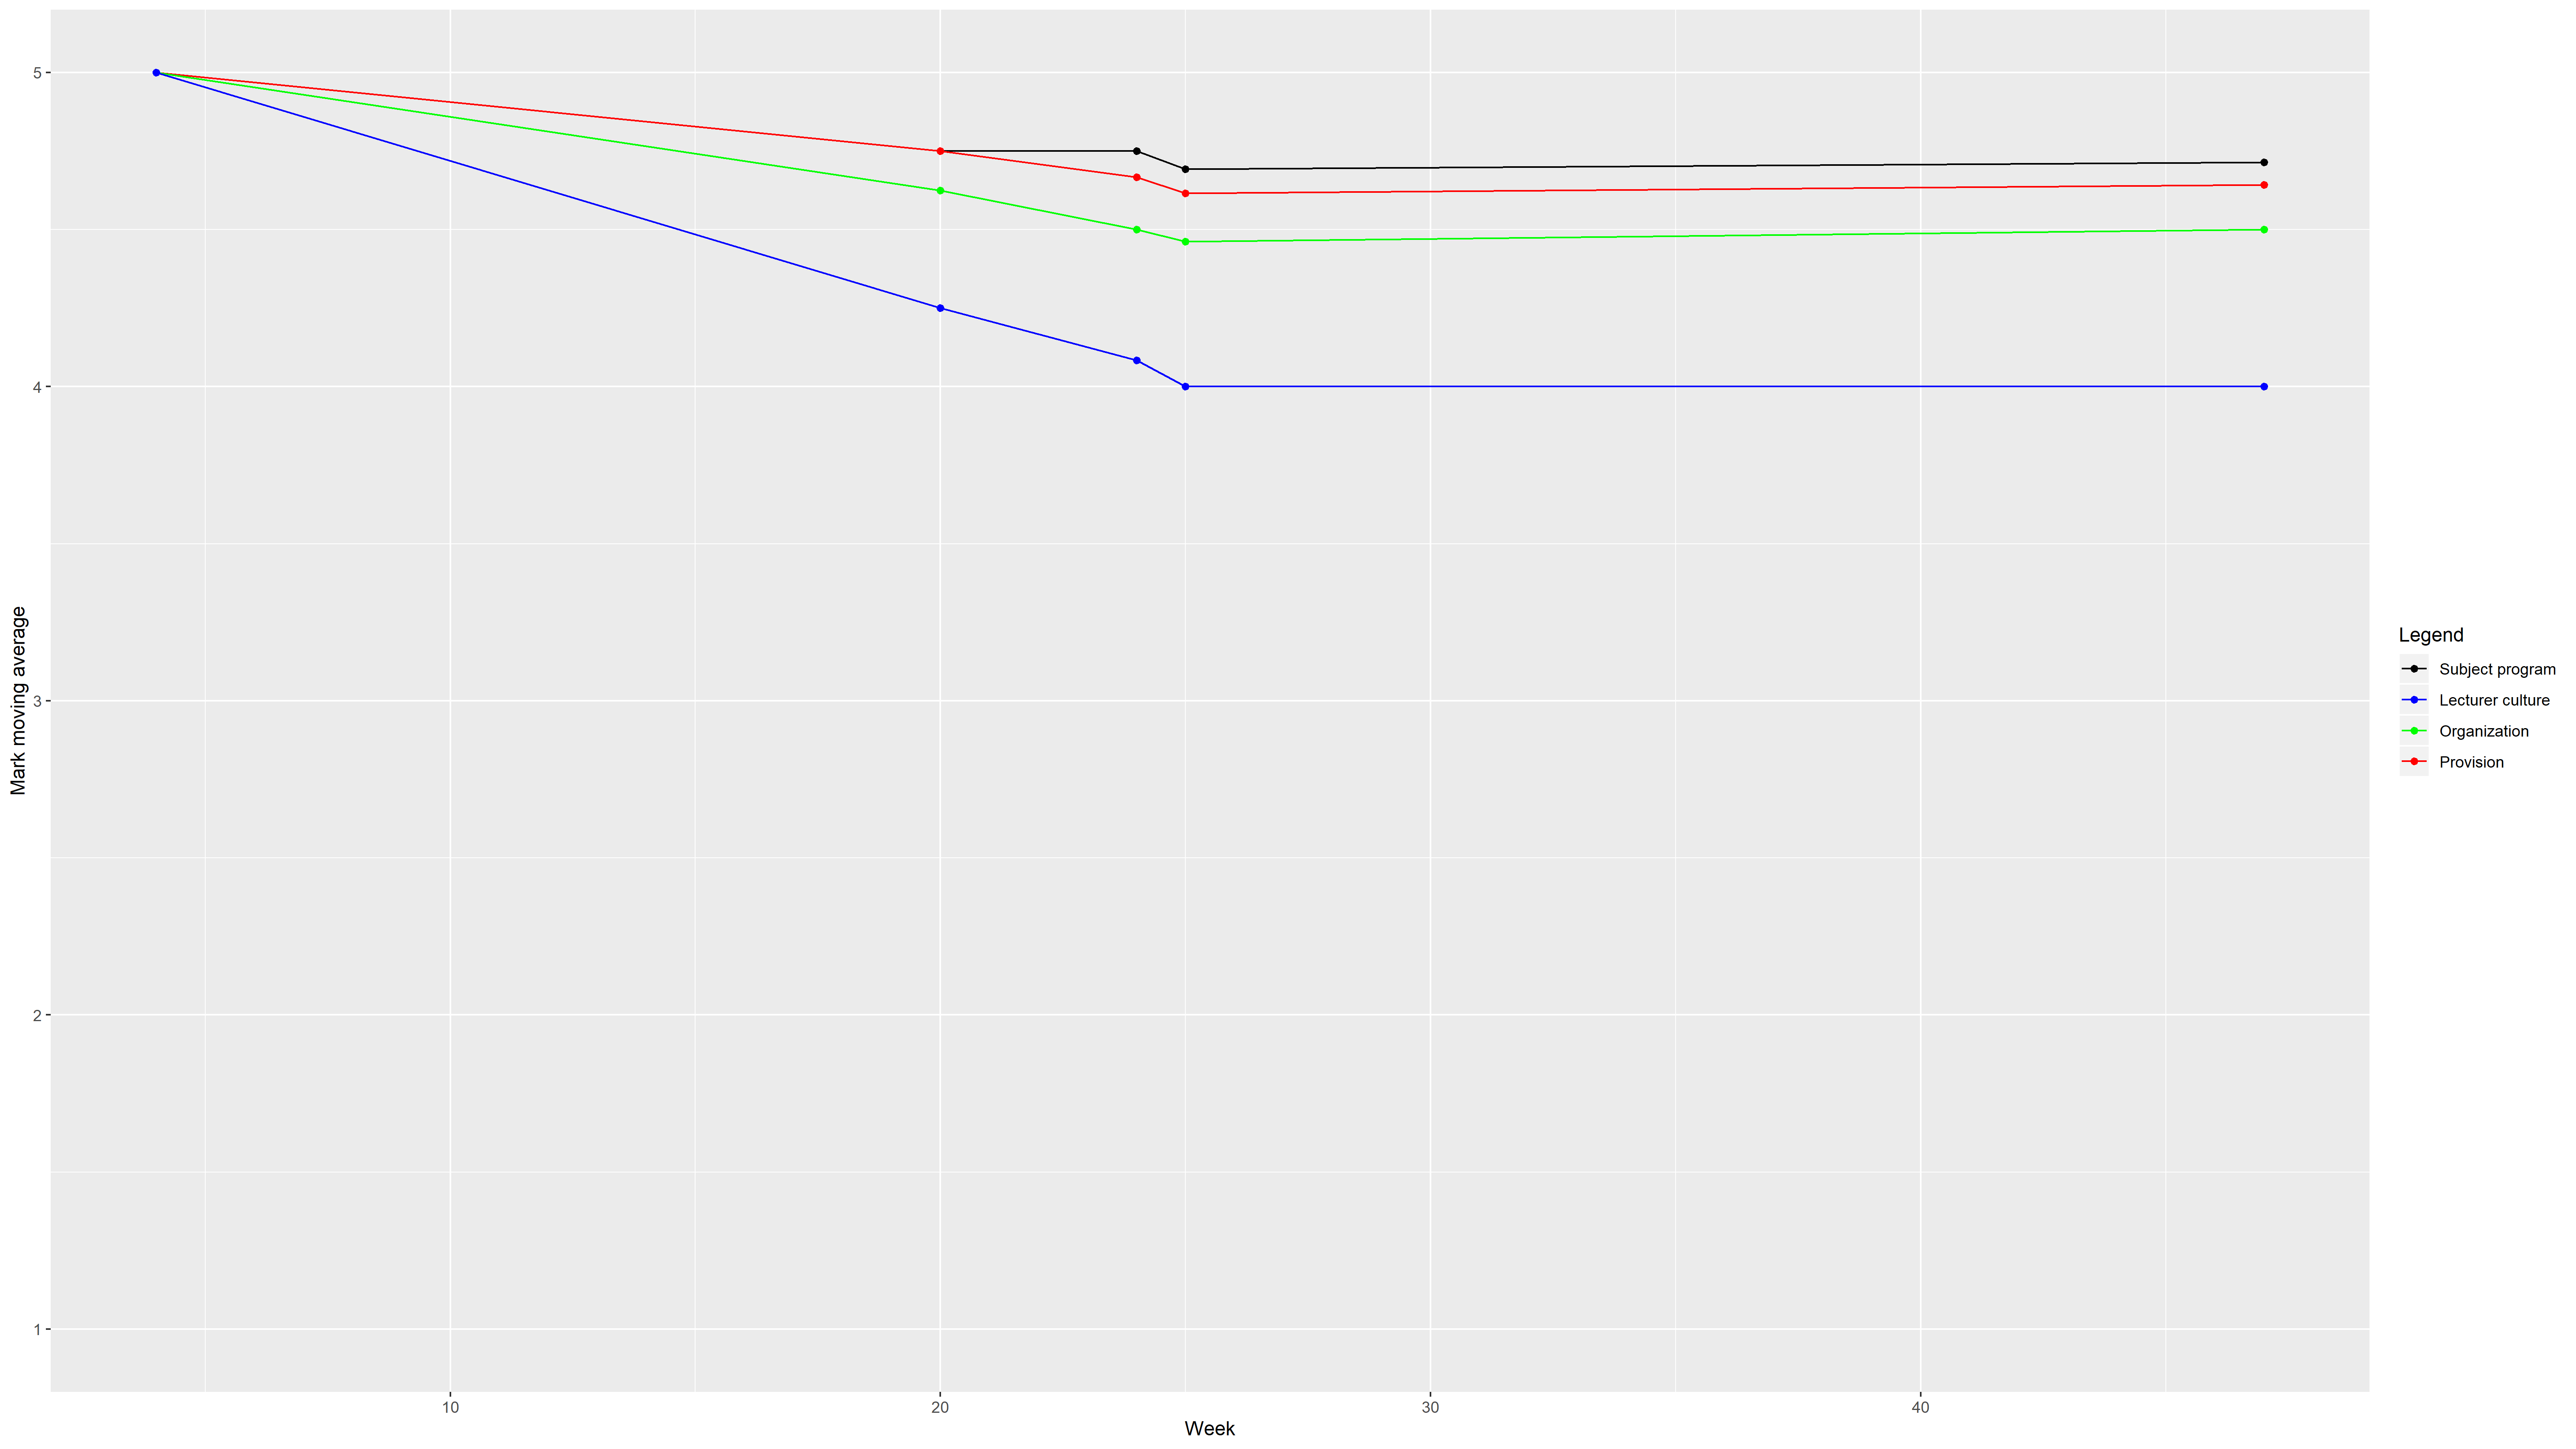 5
4
3
2
1
Mark moving average
10 20 30 40
Week
Legend
Subject program
Lecturer culture
Organization
Provision